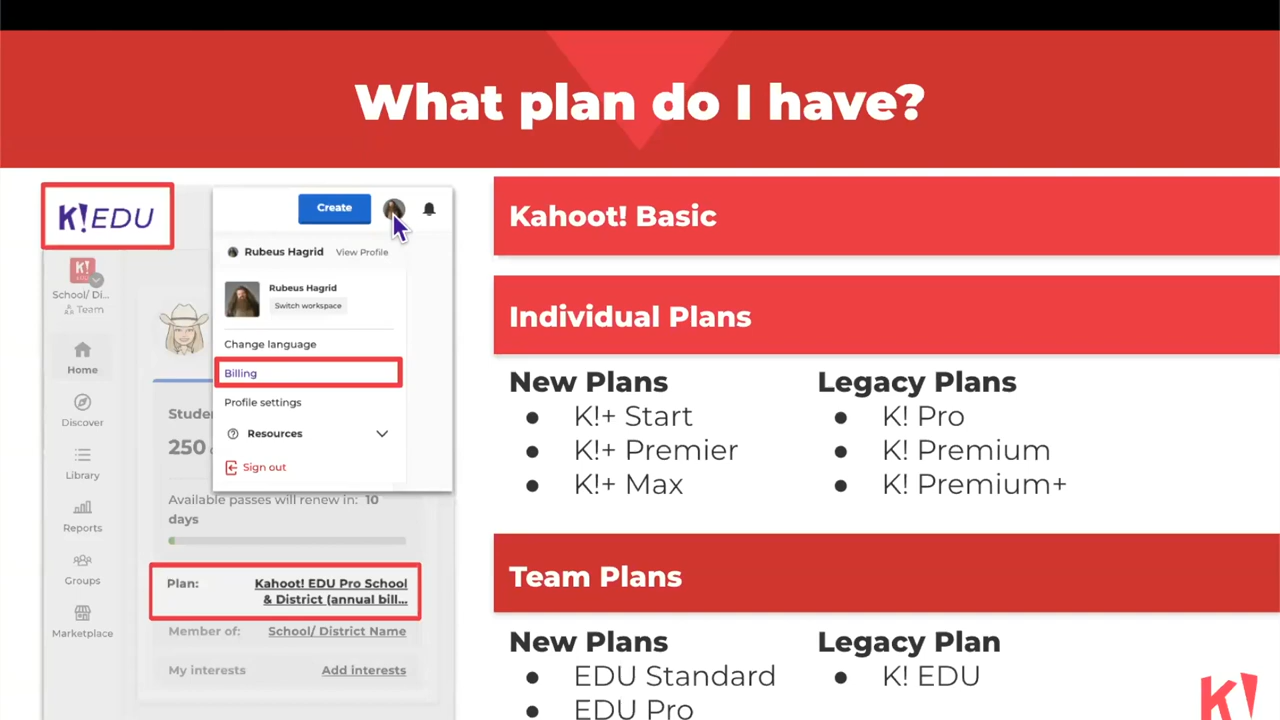 What plan do I have?
K!EDU
K!
EDU
School/ Di...
Team
Home
Discover
Library
Reports
Groups
Marketplace
Create
Rubeus Hagrid View Profile
Rubeus Hagrid
Switch workspace
Change language
Billing
Profile settings
Resources
Sign out
Stude
250
Available passes will renew in: 10
days
Plan: Kahoot! EDU Pro School
& District (annual bill...
Member of: School/ District Name
My interests Add interests
Kahoot! Basic
Individual Plans
New Plans
● K!+ Start
● K!+ Premier
● K!+ Max
Legacy Plans
● K! Pro
● K! Premium
● K! Premium+
Team Plans
New Plans
● EDU Standard
● EDU Pro
Legacy Plan
● K! EDU
K!